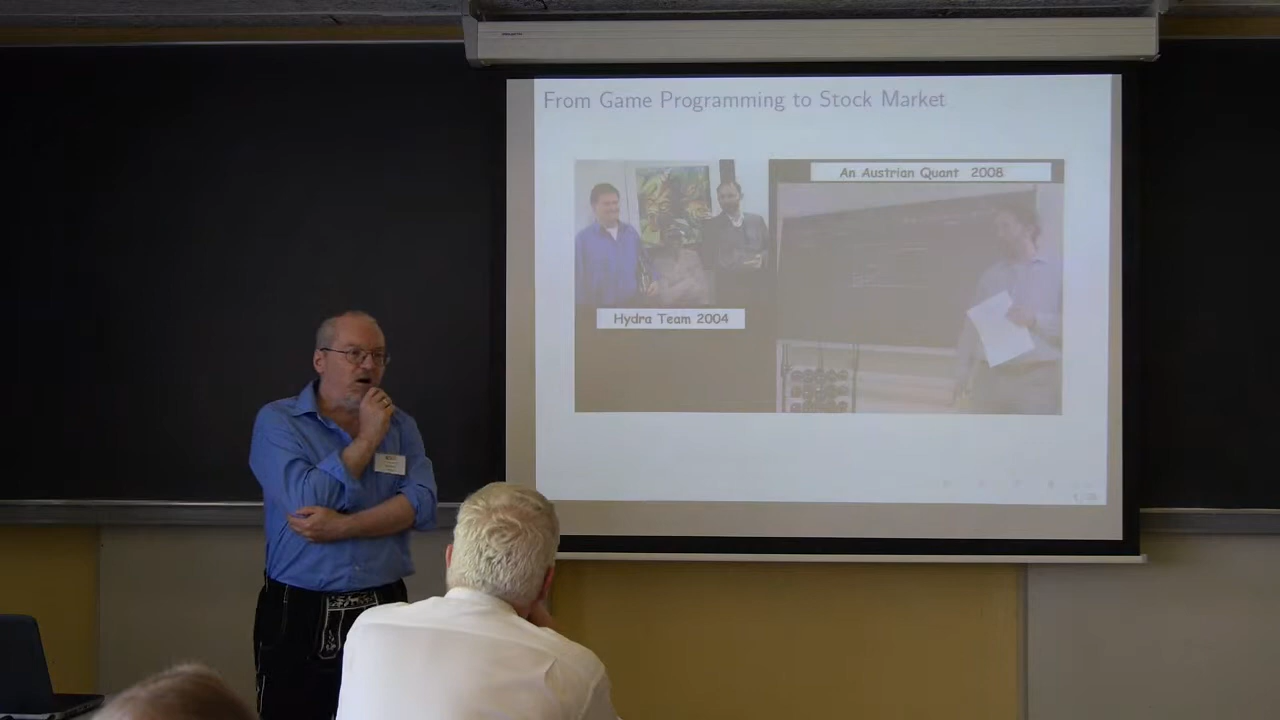 From Game Programming to Stock Market
An Austrian Quant 2008
Hydra Team 2004